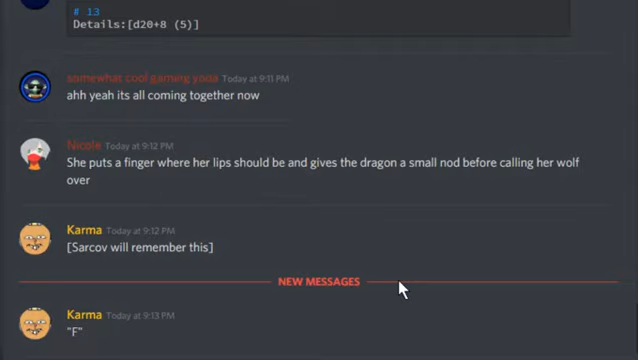 # 13
Details:[d20+8 (5)]
somewhat cool gaming yoda Today at 9:11 PM
ahh yeah its all coming together now
Nicole Today at 9:12 PM
She puts a finger where her lips should be and gives the dragon a small nod before calling her wolf
over
Karma Today at 9:12 PM
[Sarcov will remember this]
NEW MESSAGES
Karma Today at 9:13 PM
"F"